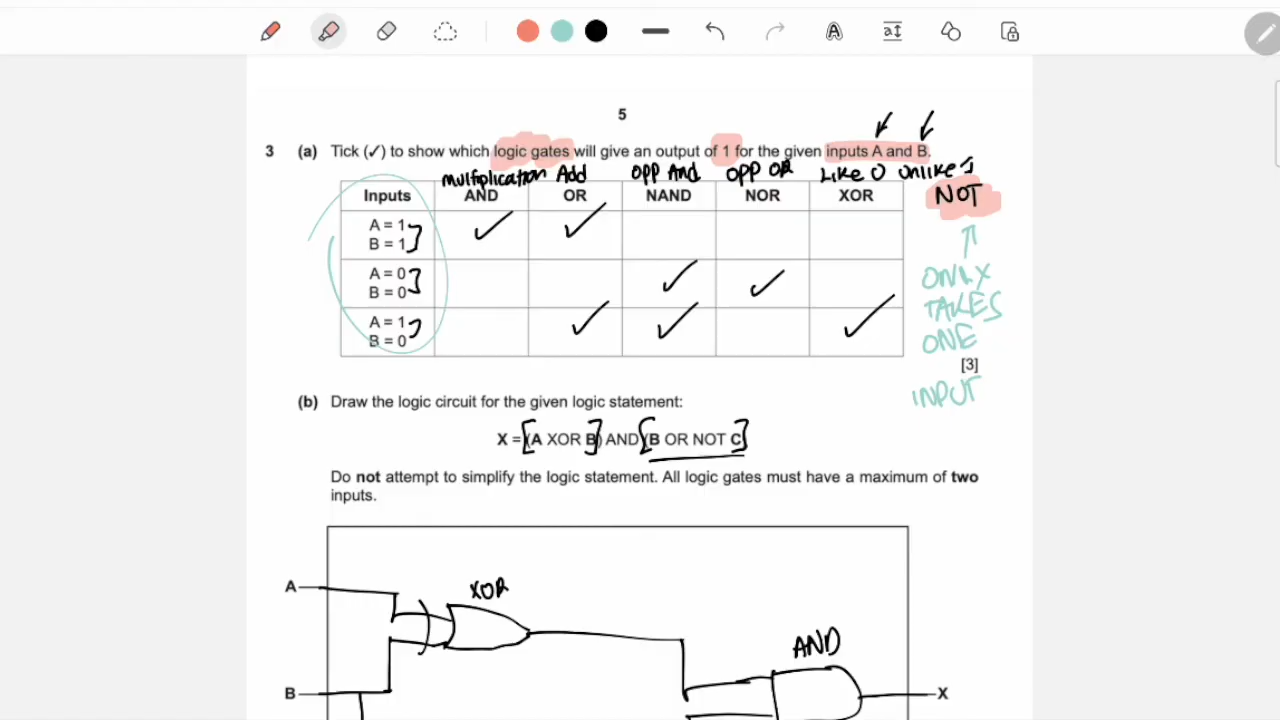 5
3 (a) Tick (✓) to show which logic gates will give an output of 1 for the given inputs A and B.
multiplication Add OPP And OPP OR Like 0 Unlike 1
Inputs AND OR NAND NOR XOR NOT
A = 1 ✓ ✓
B = 1
A = 0 ✓ ✓
B = 0
A = 1 ✓ ✓ ✓
B = 0
ONLY
TAKES
ONE
INPUT
[3]
(b) Draw the logic circuit for the given logic statement:
X = (A XOR B) AND (B OR NOT C)
Do not attempt to simplify the logic statement. All logic gates must have a maximum of two
inputs.
A
XOR
AND
B
X